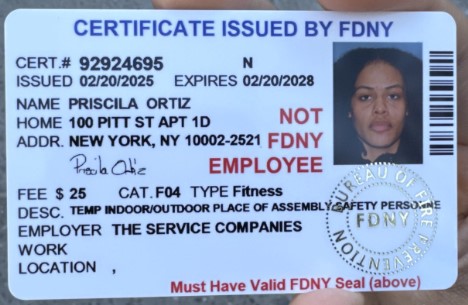 CERTIFICATE ISSUED BY FDNY
CERT.# 92924695 N
ISSUED 02/20/2025 EXPIRES 02/20/2028
NAME PRISCILA ORTIZ
HOME 100 PITT ST APT 1D
ADDR. NEW YORK, NY 10002-2521
NOT
FDNY
EMPLOYEE
Priscila Ortiz
FEE $ 25 CAT. F04 TYPE Fitness
DESC. TEMP INDOOR/OUTDOOR PLACE OF ASSEMBLY SAFETY PERSONNE
EMPLOYER THE SERVICE COMPANIES
WORK
LOCATION ,
BUREAU OF FIRE PREVENTION
FDNY
Must Have Valid FDNY Seal (above)